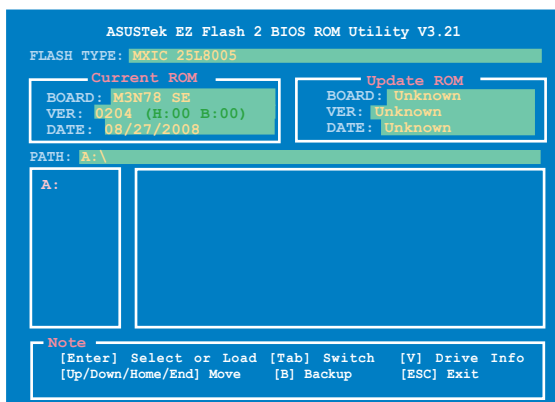 ASUSTek EZ Flash 2 BIOS ROM Utility V3.21
FLASH TYPE: MXIC 25L8005
Current ROM
BOARD: M3N78 SE
VER: 0204 (H:00 B:00)
DATE: 08/27/2008
Update ROM
BOARD: Unknown
VER: Unknown
DATE: Unknown
PATH: A:\
A:
Note
[Enter] Select or Load [Tab] Switch [V] Drive Info
[Up/Down/Home/End] Move [B] Backup [ESC] Exit